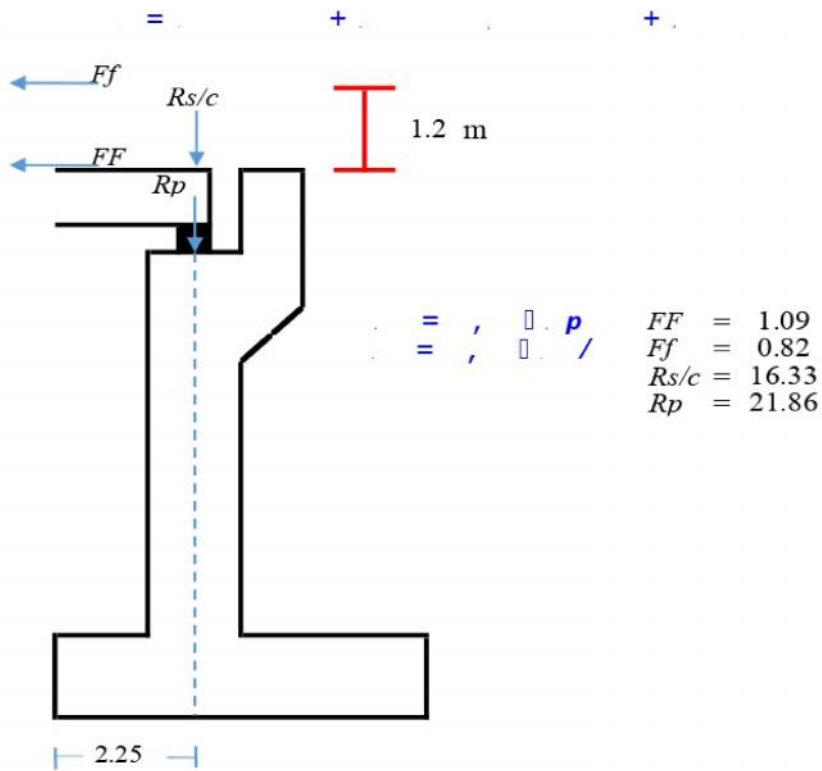 = + +
Ff
Rs/c
1.2 m
FF
Rp
= , . p
= , . /
FF = 1.09
Ff = 0.82
Rs/c = 16.33
Rp = 21.86
2.25